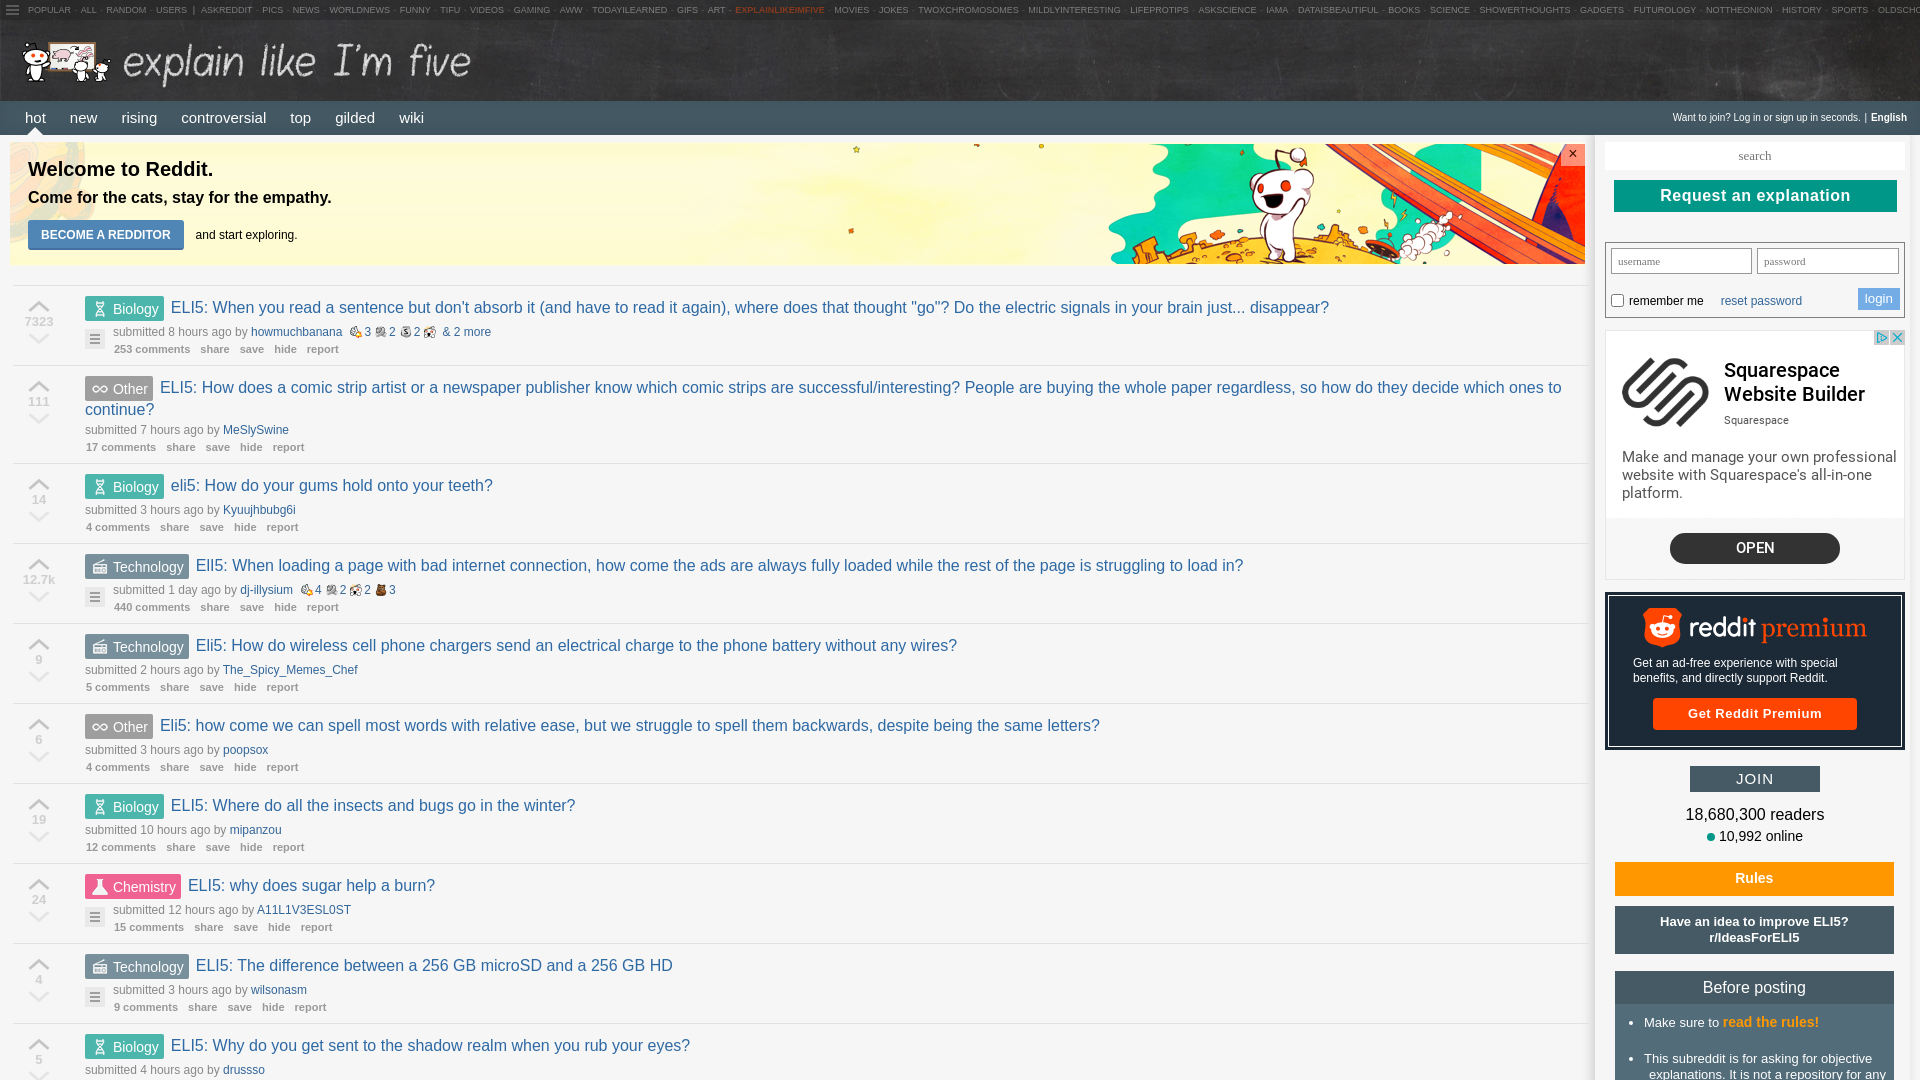 POPULAR - ALL - RANDOM - USERS | ASKREDDIT - PICS - NEWS - WORLDNEWS - FUNNY - TIFU - VIDEOS - GAMING - AWW - TODAYILEARNED - GIFS - ART - EXPLAINLIKEIMFIVE - MOVIES - JOKES - TWOXCHROMOSOMES - MILDLYINTERESTING - LIFEPROTIPS - ASKSCIENCE - IAMA - DATAISBEAUTIFUL - BOOKS - SCIENCE - SHOWERTHOUGHTS - GADGETS - FUTUROLOGY - NOTTHEONION - HISTORY - SPORTS - OLDSCHO
explain like I'm five
hot new rising controversial top gilded wiki
Want to join? Log in or sign up in seconds. | English
Welcome to Reddit.
Come for the cats, stay for the empathy.
BECOME A REDDITOR and start exploring.
×
7323
Biology ELI5: When you read a sentence but don't absorb it (and have to read it again), where does that thought "go"? Do the electric signals in your brain just... disappear?
submitted 8 hours ago by howmuchbanana 3 2 2 & 2 more
253 comments share save hide report
111
Other ELI5: How does a comic strip artist or a newspaper publisher know which comic strips are successful/interesting? People are buying the whole paper regardless, so how do they decide which ones to
continue?
submitted 7 hours ago by MeSlySwine
17 comments share save hide report
14
Biology eli5: How do your gums hold onto your teeth?
submitted 3 hours ago by Kyuujhbubg6i
4 comments share save hide report
12.7k
Technology ElI5: When loading a page with bad internet connection, how come the ads are always fully loaded while the rest of the page is struggling to load in?
submitted 1 day ago by dj-illysium 4 2 2 3
440 comments share save hide report
9
Technology Eli5: How do wireless cell phone chargers send an electrical charge to the phone battery without any wires?
submitted 2 hours ago by The_Spicy_Memes_Chef
5 comments share save hide report
6
Other Eli5: how come we can spell most words with relative ease, but we struggle to spell them backwards, despite being the same letters?
submitted 3 hours ago by poopsox
4 comments share save hide report
19
Biology ELI5: Where do all the insects and bugs go in the winter?
submitted 10 hours ago by mipanzou
12 comments share save hide report
24
Chemistry ELI5: why does sugar help a burn?
submitted 12 hours ago by A11L1V3ESL0ST
15 comments share save hide report
4
Technology ELI5: The difference between a 256 GB microSD and a 256 GB HD
submitted 3 hours ago by wilsonasm
9 comments share save hide report
5
Biology ELI5: Why do you get sent to the shadow realm when you rub your eyes?
submitted 4 hours ago by drussso
search
Request an explanation
username password
remember me reset password login
Squarespace
Website Builder
Squarespace
Make and manage your own professional
website with Squarespace's all-in-one
platform.
OPEN
reddit premium
Get an ad-free experience with special
benefits, and directly support Reddit.
Get Reddit Premium
JOIN
18,680,300 readers
10,992 online
Rules
Have an idea to improve ELI5?
r/IdeasForELI5
Before posting
Make sure to read the rules!
This subreddit is for asking for objective
explanations. It is not a repository for any